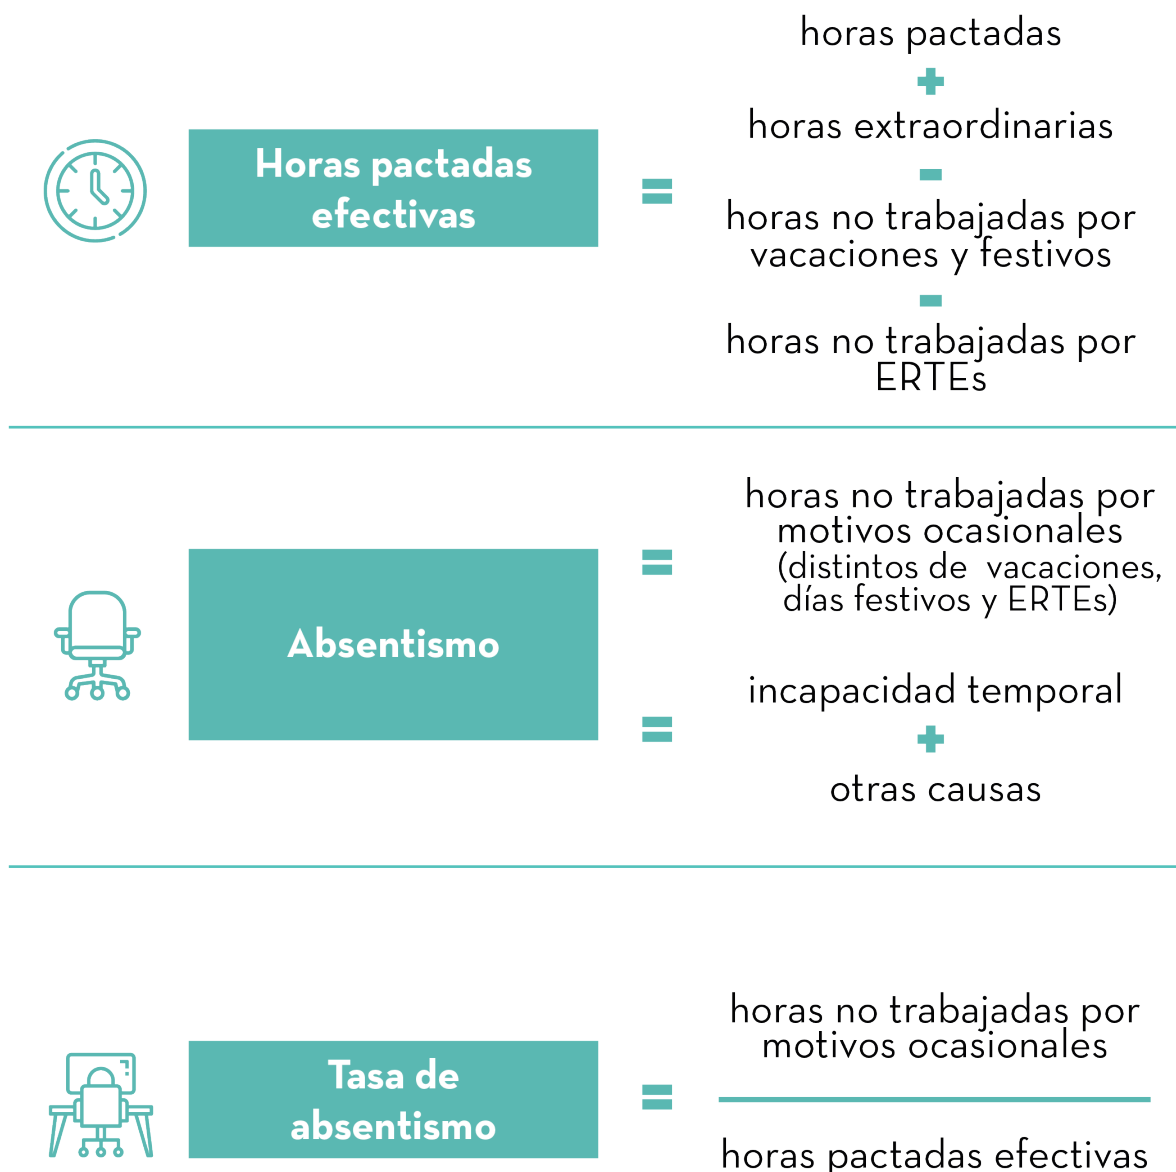 horas pactadas
+
horas extraordinarias
-
Horas pactadas
efectivas
=
horas no trabajadas por
vacaciones y festivos
-
horas no trabajadas por
ERTEs
horas no trabajadas por
motivos ocasionales
(distintos de vacaciones,
días festivos y ERTEs)
=
Absentismo
=
incapacidad temporal
+
otras causas
Tasa de
absentismo
=
horas no trabajadas por
motivos ocasionales
horas pactadas efectivas